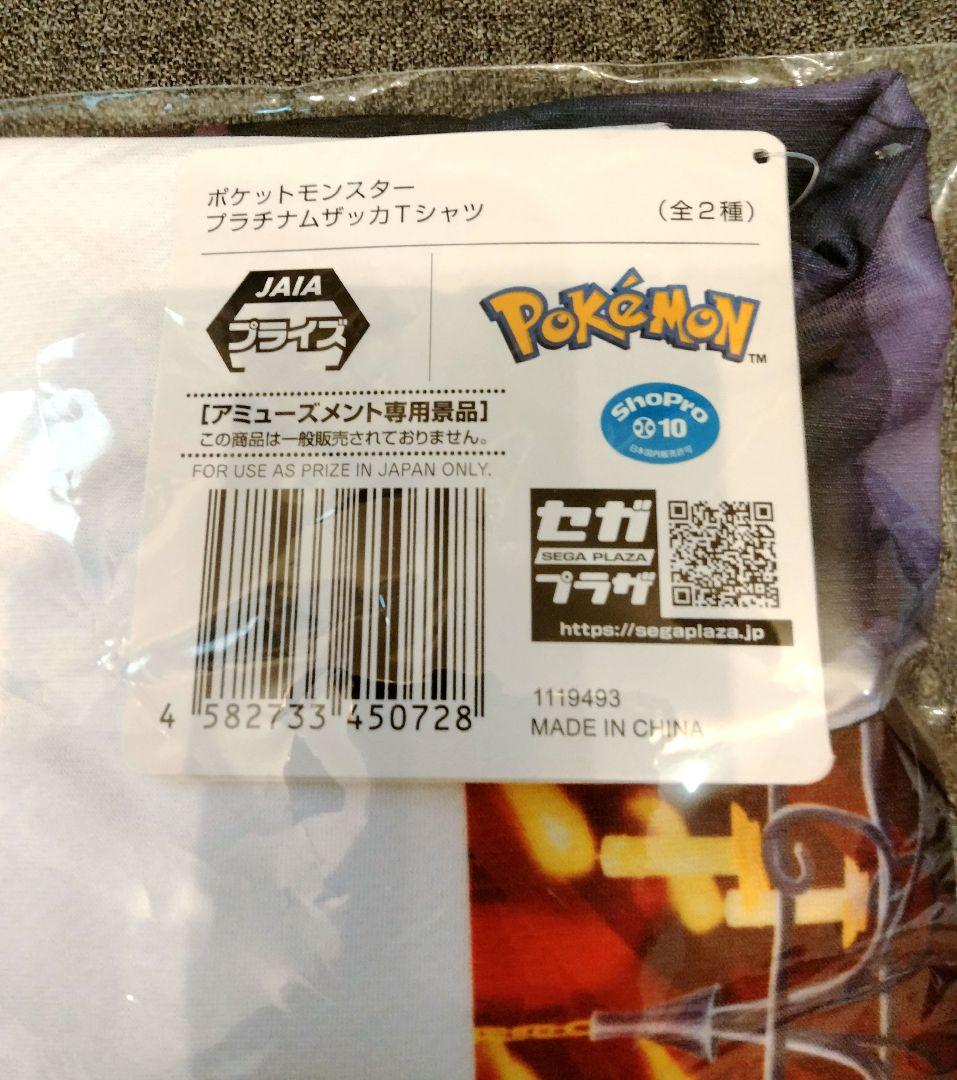 ポケットモンスター
プラチナムザッカTシャツ
（全2種）
JAIA
プライズ
POKéMON
TM
[アミューズメント専用景品]
この商品は一般販売されておりません。
FOR USE AS PRIZE IN JAPAN ONLY.
ShoPro
10
日本国内販売許可
セガ
SEGA PLAZA
プラザ
https://segaplaza.jp
4 582733 450728
1119493
MADE IN CHINA